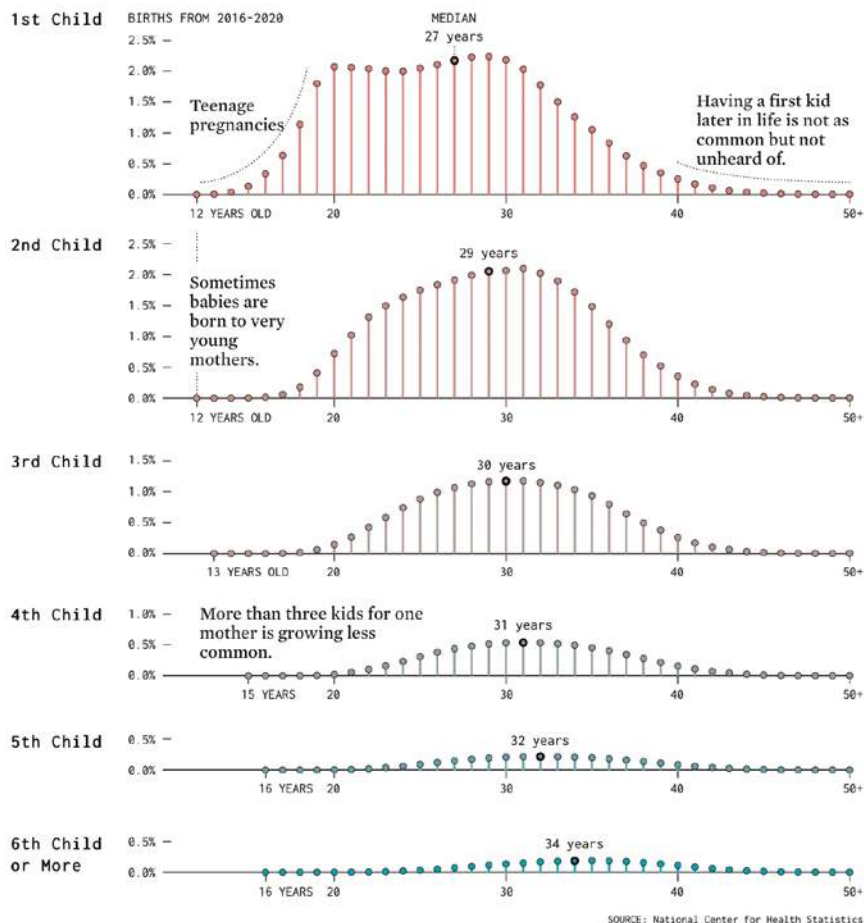 1st Child
BIRTHS FROM 2016-2020
MEDIAN
27 years
2.5%
2.0%
1.5%
1.0%
0.5%
0.0%
Teenage
pregnancies
Having a first kid
later in life is not as
common but not
unheard of.
12 YEARS OLD 20 30 40 50+
2nd Child
29 years
2.5%
2.0%
1.5%
1.0%
0.5%
0.0%
Sometimes
babies are
born to very
young
mothers.
12 YEARS OLD 20 30 40 50+
3rd Child
30 years
1.5%
1.0%
0.5%
0.0%
13 YEARS OLD 20 30 40 50+
4th Child
More than three kids for one
mother is growing less
common.
31 years
1.0%
0.5%
0.0%
15 YEARS 20 30 40 50+
5th Child
32 years
0.5%
0.0%
16 YEARS 20 30 40 50+
6th Child
or More
34 years
0.5%
0.0%
16 YEARS 20 30 40 50+
SOURCE: National Center for Health Statistics